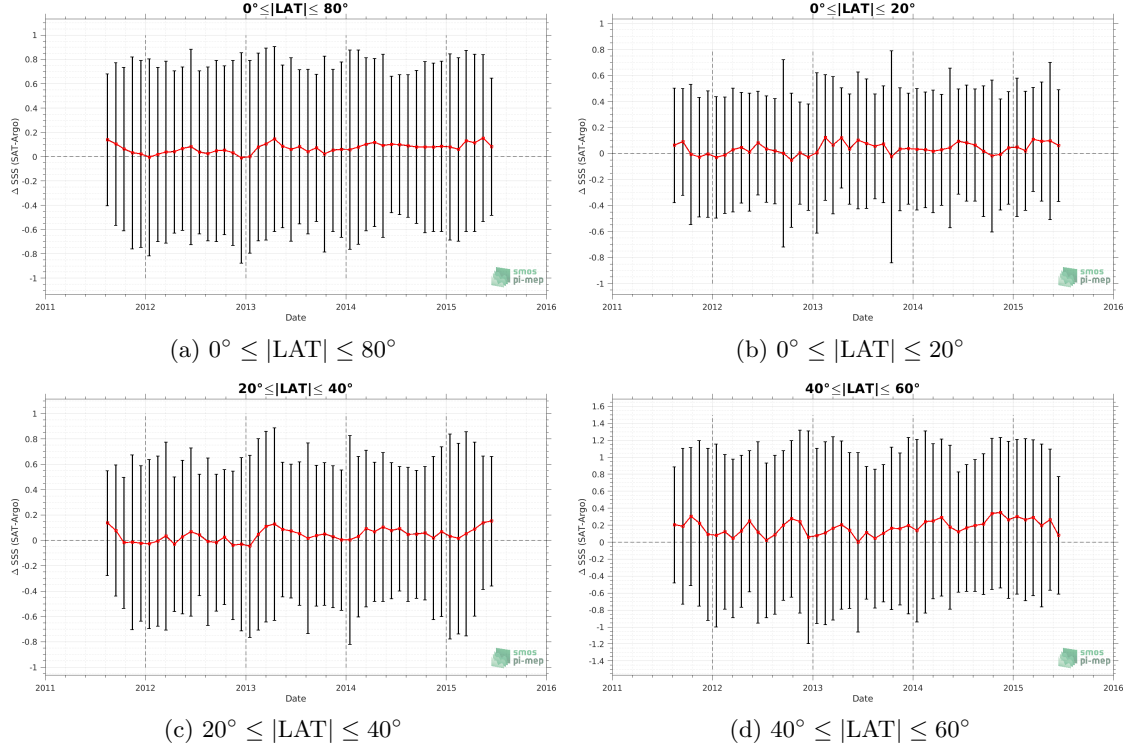 0°≤|LAT|≤ 80°
Δ SSS (SAT-Argo)
1
0.8
0.6
0.4
0.2
0
-0.2
-0.4
-0.6
-0.8
-1
smos
pi-mep
2011 2012 2013 2014 2015 2016
Date
(a) 0° ≤ |LAT| ≤ 80°
0°≤|LAT|≤ 20°
Δ SSS (SAT-Argo)
1
0.8
0.6
0.4
0.2
0
-0.2
-0.4
-0.6
-0.8
-1
smos
pi-mep
2011 2012 2013 2014 2015 2016
Date
(b) 0° ≤ |LAT| ≤ 20°
20°≤|LAT|≤ 40°
Δ SSS (SAT-Argo)
1
0.8
0.6
0.4
0.2
0
-0.2
-0.4
-0.6
-0.8
-1
smos
pi-mep
2011 2012 2013 2014 2015 2016
Date
(c) 20° ≤ |LAT| ≤ 40°
40°≤|LAT|≤ 60°
Δ SSS (SAT-Argo)
1.6
1.4
1.2
1
0.8
0.6
0.4
0.2
0
-0.2
-0.4
-0.6
-0.8
-1
-1.2
-1.4
smos
pi-mep
2011 2012 2013 2014 2015 2016
Date
(d) 40° ≤ |LAT| ≤ 60°